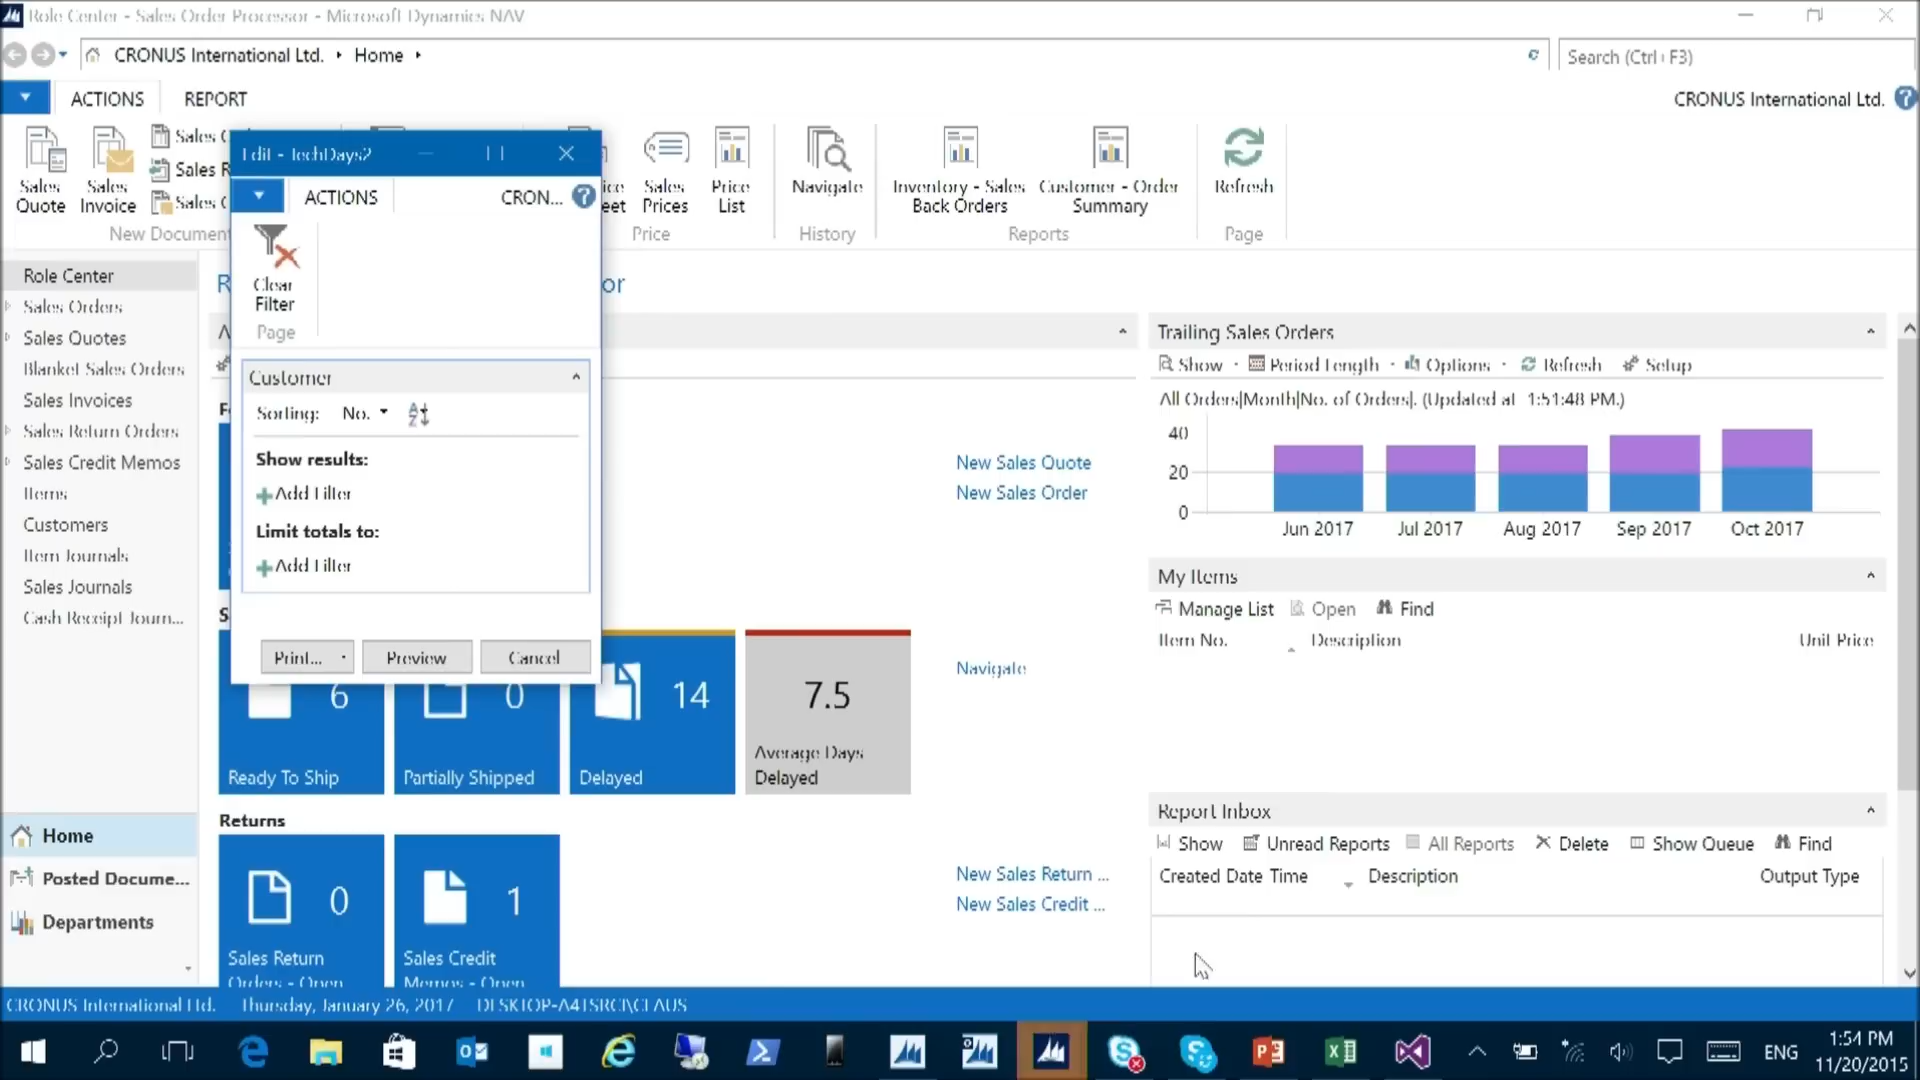 Role Center - Sales Order Processor - Microsoft Dynamics NAV
CRONUS International Ltd. Home
Search (Ctrl+F3)
ACTIONS REPORT
CRONUS International Ltd.
Sales Quote
Sales Invoice
Sales
Sales R
Sales
New Document
Sales Prices
Price List
Price
Navigate
History
Inventory - Sales Back Orders
Customer - Order Summary
Reports
Refresh
Page
Edit - TechDays2
ACTIONS
CRON...
Clear Filter
Page
Customer
Sorting: No.
Show results:
Add Filter
Limit totals to:
Add Filter
Print...
Preview
Cancel
Role Center
Sales Orders
Sales Quotes
Blanket Sales Orders
Sales Invoices
Sales Return Orders
Sales Credit Memos
Items
Customers
Item Journals
Sales Journals
Cash Receipt Journ...
Home
Posted Docume...
Departments
or
New Sales Quote
New Sales Order
6
Ready To Ship
0
Partially Shipped
14
Delayed
7.5
Average Days Delayed
Navigate
Returns
0
Sales Return Orders - Open
1
Sales Credit Memos - Open
New Sales Return ...
New Sales Credit ...
Trailing Sales Orders
Show Period Length Options Refresh Setup
All Orders|Month|No. of Orders|. (Updated at 1:51:48 PM.)
40
20
0
Jun 2017 Jul 2017 Aug 2017 Sep 2017 Oct 2017
My Items
Manage List Open Find
Item No. Description Unit Price
Report Inbox
Show Unread Reports All Reports Delete Show Queue Find
Created Date Time Description Output Type
CRONUS International Ltd. Thursday, January 26, 2017
ENG
1:54 PM
11/20/2015